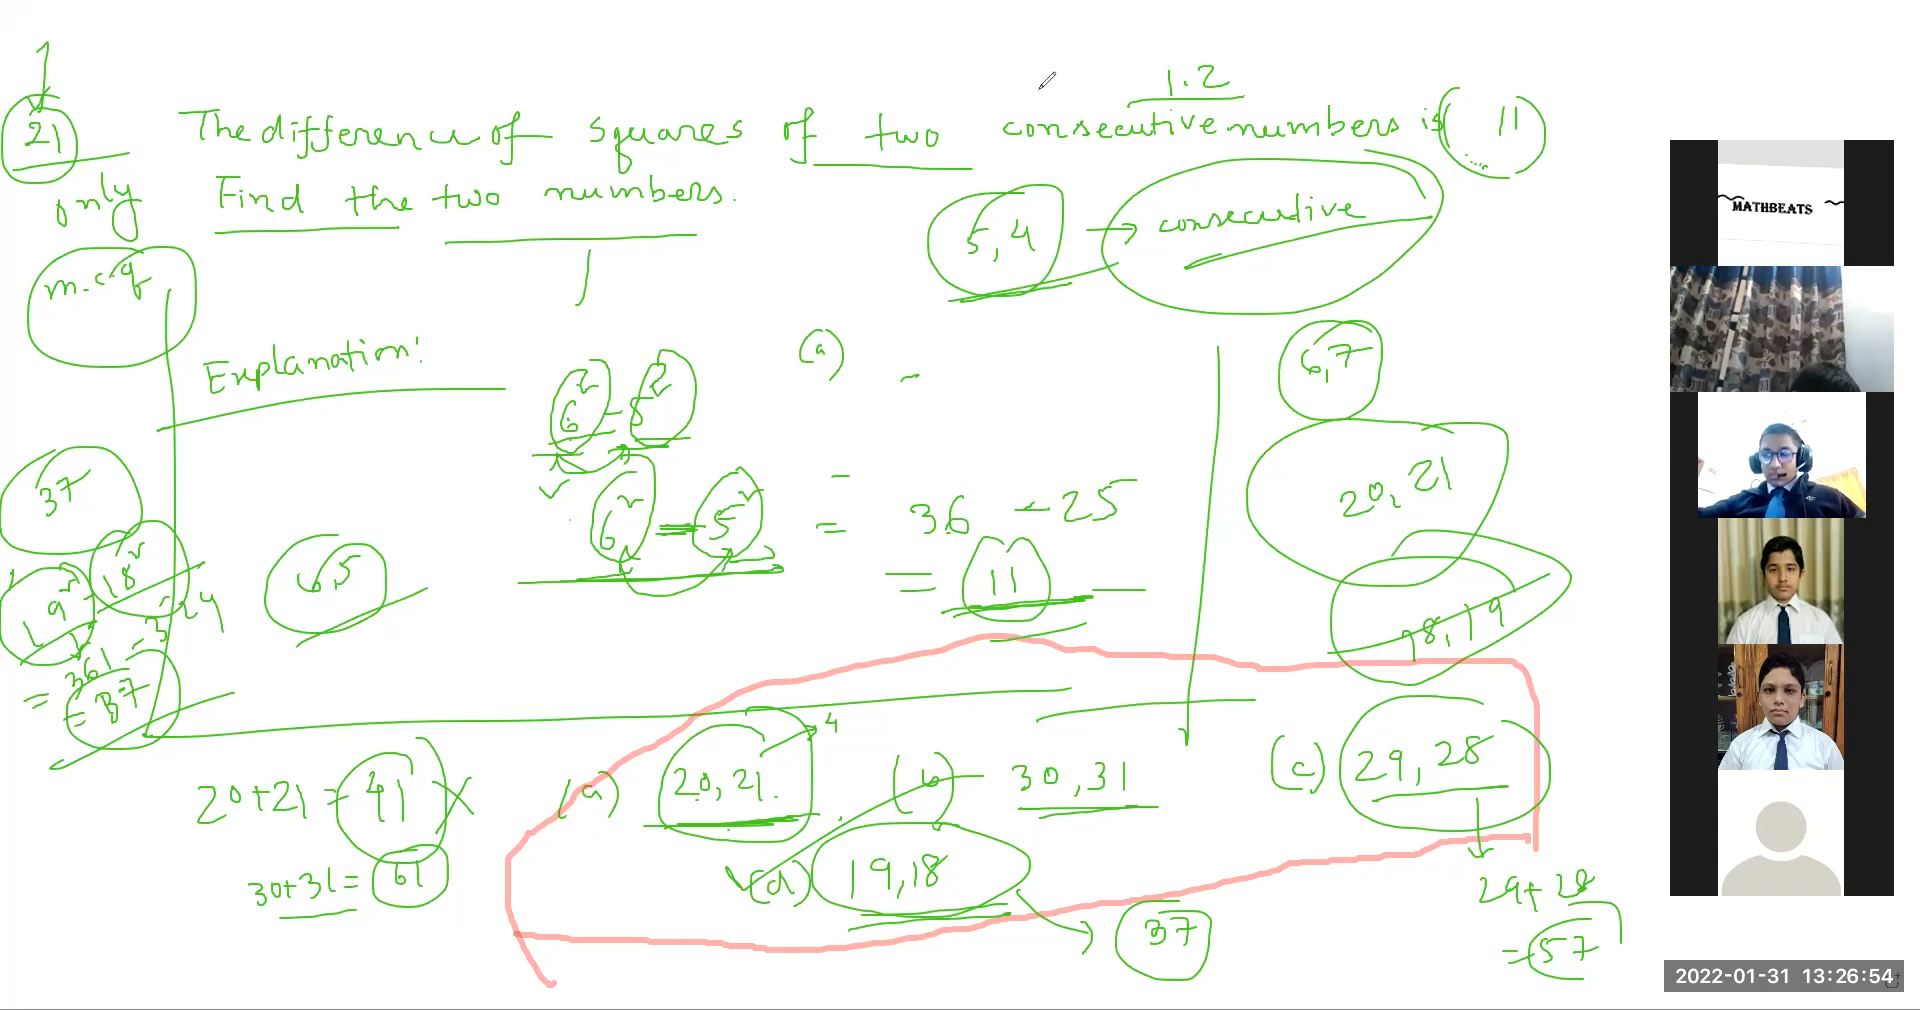 21
The difference of squares of two consecutive numbers is 11
1.2
only
Find the two numbers.
5,4 → consecutive
m.c.q
Explanation:
(a)
6² - 5²
6,7
6² = 5² = 36 - 25
= 11
20, 21
37
19² 18²
6,5
18,19
361 - 324
= 37
20+21 = 41 ×
30+31 = 61
(a) 20, 21.
4
(b) 30, 31
(c) 29, 28
(d) 19, 18
37
29+ 28
= 57
MATHBEATS
2022-01-31 13:26:54